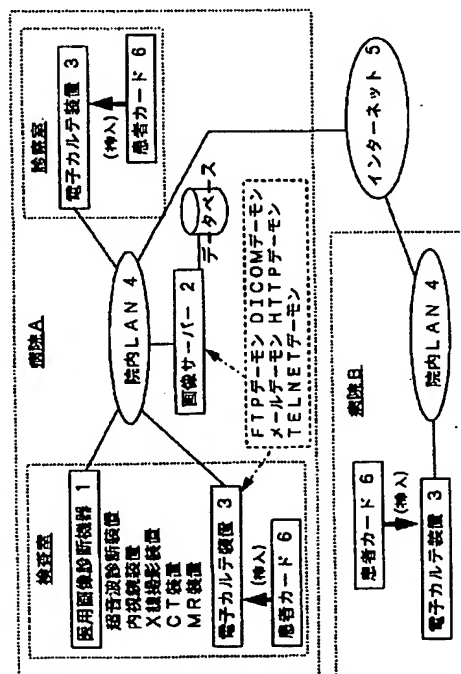 病院A
検査室
医用画像診断機器 1
超音波診断装置
内視鏡装置
X線撮影装置
CT装置
MR装置
電子カルテ装置 3
(挿入)
患者カード 6
院内LAN 4
画像サーバー 2
データベース
FTPデーモン DICOMデーモン
メールデーモン HTTPデーモン
TELNETデーモン
診察室
電子カルテ装置 3
(挿入)
患者カード 6
インターネット 5
病院B
患者カード 6
(挿入)
電子カルテ装置 3
院内LAN 4